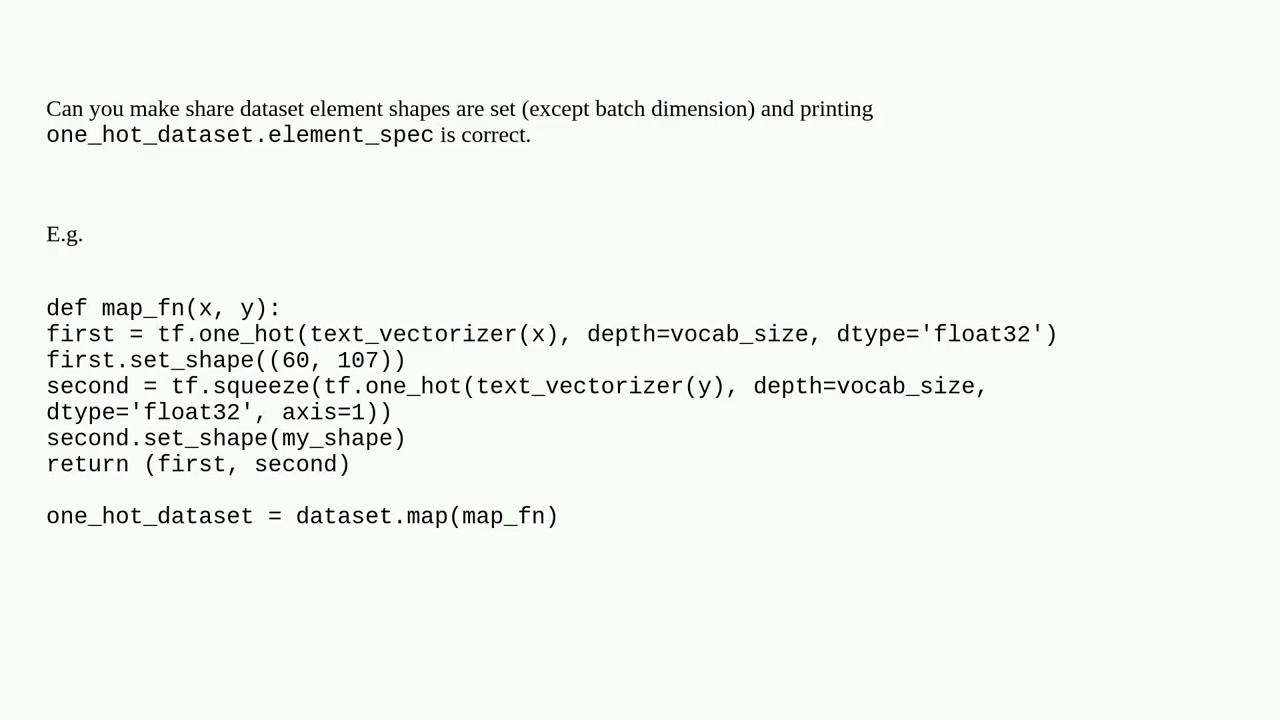 Can you make share dataset element shapes are set (except batch dimension) and printing
one_hot_dataset.element_spec is correct.
E.g.
def map_fn(x, y):
first = tf.one_hot(text_vectorizer(x), depth=vocab_size, dtype='float32')
first.set_shape((60, 107))
second = tf.squeeze(tf.one_hot(text_vectorizer(y), depth=vocab_size,
dtype='float32', axis=1))
second.set_shape(my_shape)
return (first, second)
one_hot_dataset = dataset.map(map_fn)